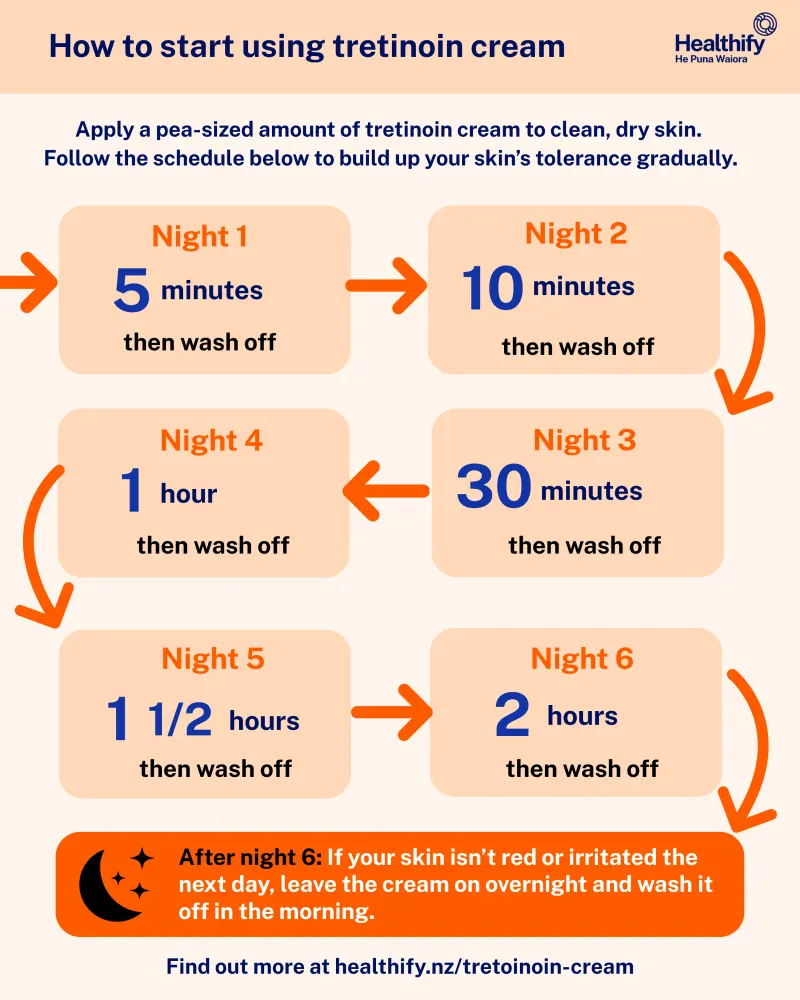 How to start using tretinoin cream
Healthify
He Puna Waiora
Apply a pea-sized amount of tretinoin cream to clean, dry skin.
Follow the schedule below to build up your skin’s tolerance gradually.
Night 1
5 minutes
then wash off
Night 2
10 minutes
then wash off
Night 3
30 minutes
then wash off
Night 4
1 hour
then wash off
Night 5
1 1/2 hours
then wash off
Night 6
2 hours
then wash off
After night 6: If your skin isn’t red or irritated the
next day, leave the cream on overnight and wash it
off in the morning.
Find out more at healthify.nz/tretoinoin-cream